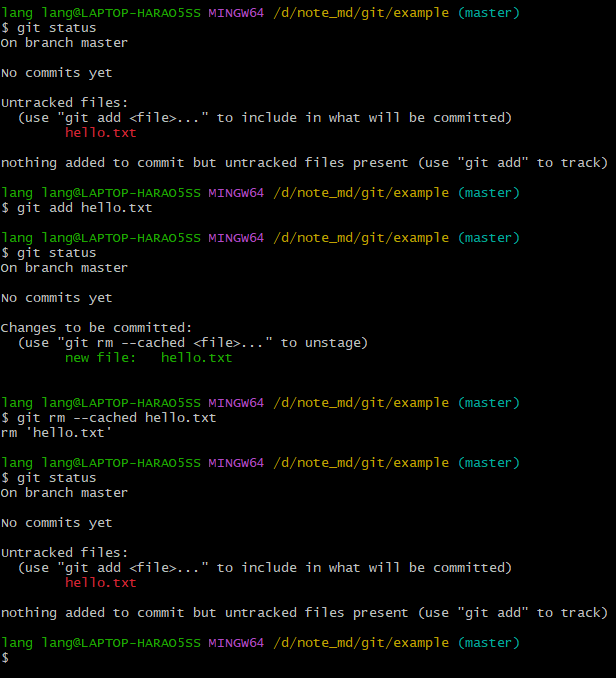 lang lang@LAPTOP-HARAO5SS MINGW64 /d/note_md/git/example (master)
$ git status
On branch master
No commits yet
Untracked files:
  (use "git add <file>..." to include in what will be committed)
        hello.txt
nothing added to commit but untracked files present (use "git add" to track)
lang lang@LAPTOP-HARAO5SS MINGW64 /d/note_md/git/example (master)
$ git add hello.txt
lang lang@LAPTOP-HARAO5SS MINGW64 /d/note_md/git/example (master)
$ git status
On branch master
No commits yet
Changes to be committed:
  (use "git rm --cached <file>..." to unstage)
        new file:   hello.txt
lang lang@LAPTOP-HARAO5SS MINGW64 /d/note_md/git/example (master)
$ git rm --cached hello.txt
rm 'hello.txt'
lang lang@LAPTOP-HARAO5SS MINGW64 /d/note_md/git/example (master)
$ git status
On branch master
No commits yet
Untracked files:
  (use "git add <file>..." to include in what will be committed)
        hello.txt
nothing added to commit but untracked files present (use "git add" to track)
lang lang@LAPTOP-HARAO5SS MINGW64 /d/note_md/git/example (master)
$